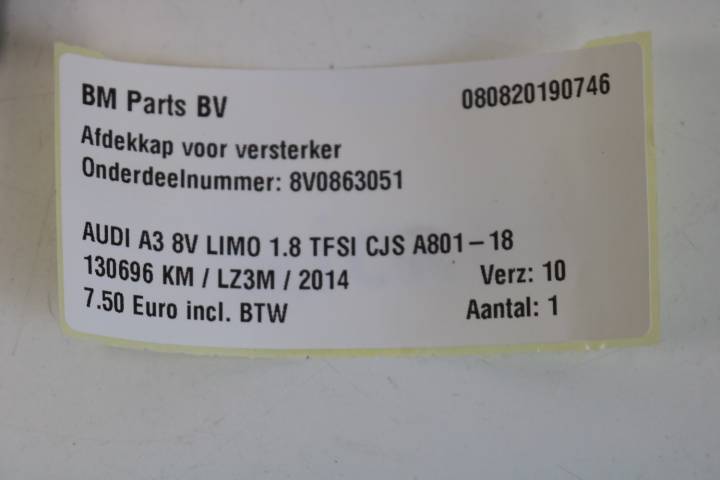 BM Parts BV 080820190746
Afdekkap voor versterker
Onderdeelnummer: 8V0863051
AUDI A3 8V LIMO 1.8 TFSI CJS A801-18
130696 KM / LZ3M / 2014 Verz: 10
7.50 Euro incl. BTW Aantal: 1